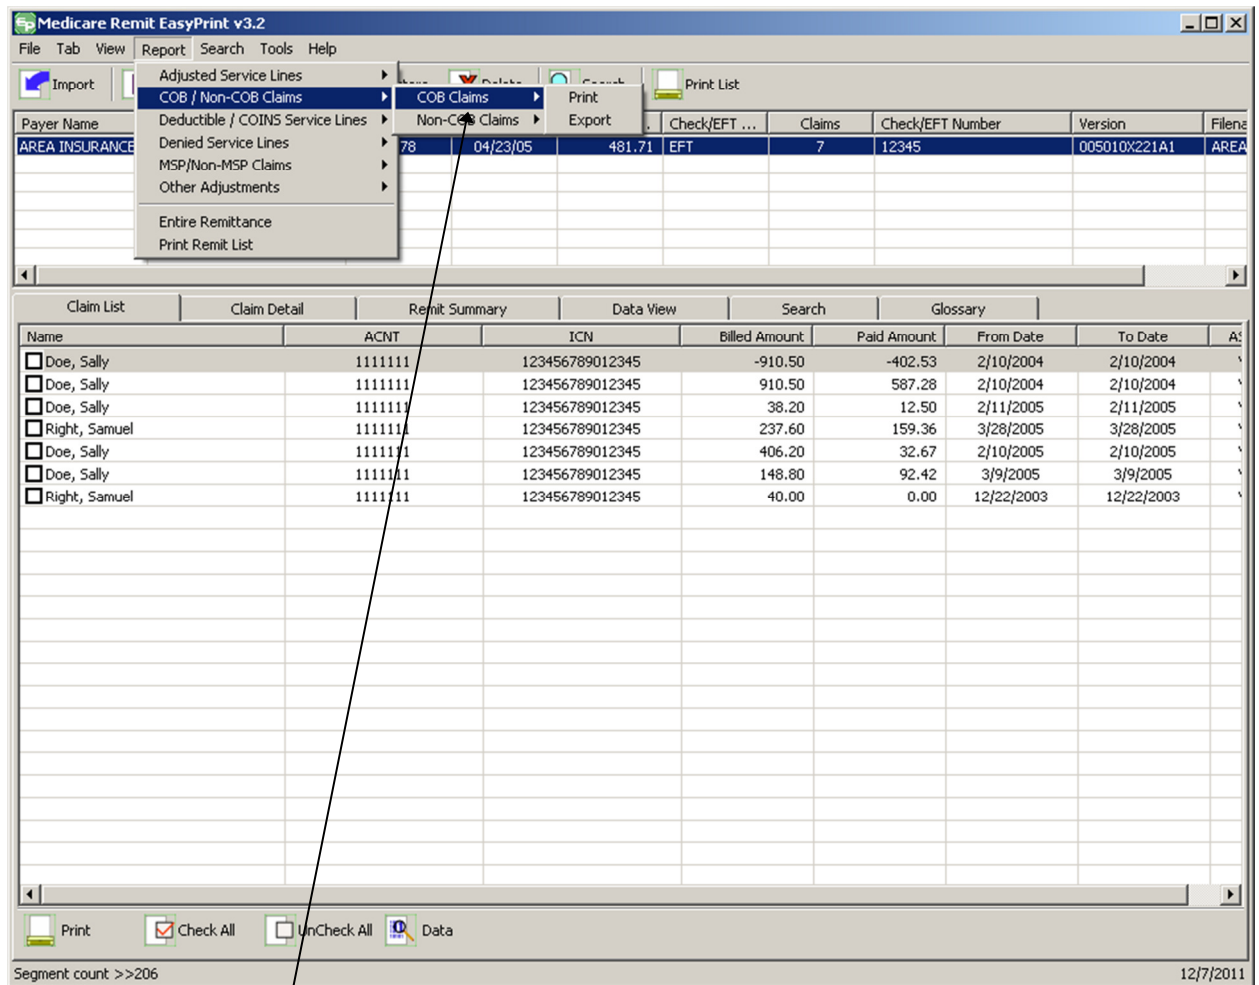 Medicare Remit EasyPrint v3.2
File Tab View Report Search Tools Help
Import Delete Search Print List
Adjusted Service Lines
COB / Non-COB Claims
Deductible / COINS Service Lines
Denied Service Lines
MSP/Non-MSP Claims
Other Adjustments
Entire Remittance
Print Remit List
COB Claims
Non-COB Claims
Print
Export
Payer Name Check/EFT ... Claims Check/EFT Number Version Filena
AREA INSURANCE 78 04/23/05 481.71 EFT 7 12345 005010X221A1 AREA
Claim List Claim Detail Remit Summary Data View Search Glossary
Name ACNT ICN Billed Amount Paid Amount From Date To Date AS
Doe, Sally 1111111 123456789012345 -910.50 -402.53 2/10/2004 2/10/2004
Doe, Sally 1111111 123456789012345 910.50 587.28 2/10/2004 2/10/2004
Doe, Sally 1111111 123456789012345 38.20 12.50 2/11/2005 2/11/2005
Right, Samuel 1111111 123456789012345 237.60 159.36 3/28/2005 3/28/2005
Doe, Sally 1111111 123456789012345 406.20 32.67 2/10/2005 2/10/2005
Doe, Sally 1111111 123456789012345 148.80 92.42 3/9/2005 3/9/2005
Right, Samuel 1111111 123456789012345 40.00 0.00 12/22/2003 12/22/2003
Print Check All UnCheck All Data
Segment count >>206 12/7/2011